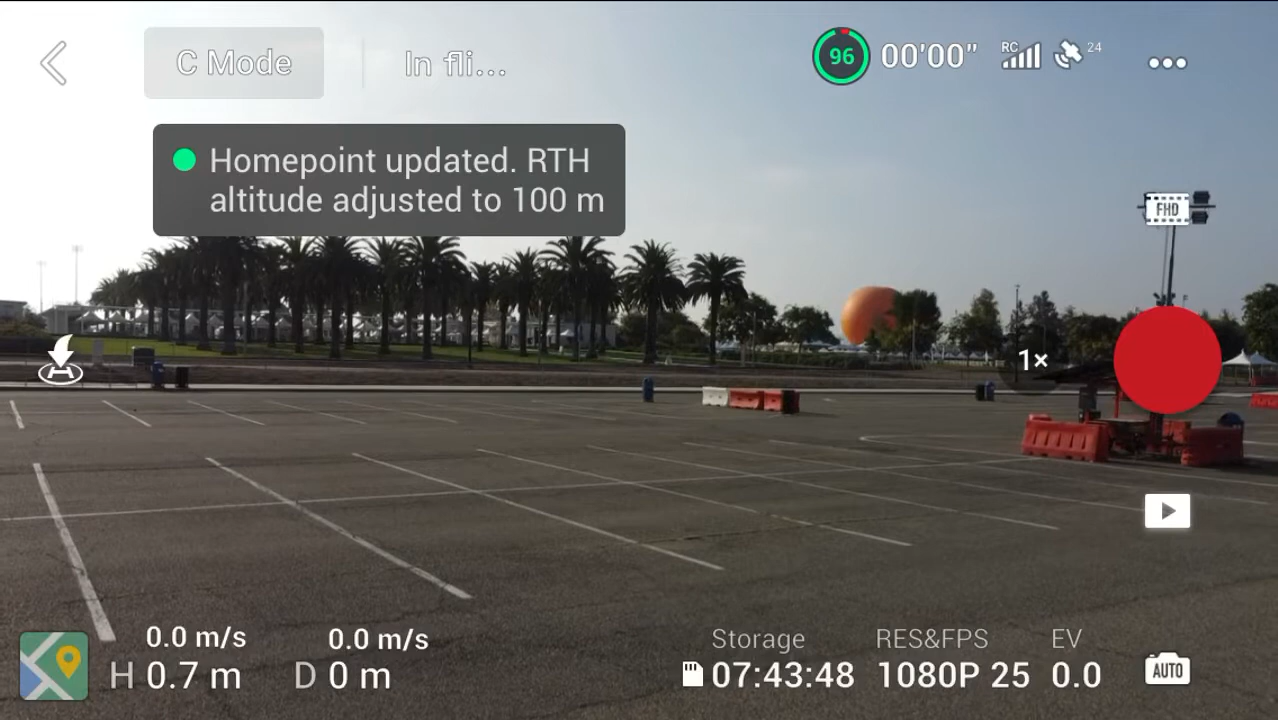 C Mode
In fli...
96
00'00"
RC
24
Homepoint updated. RTH
altitude adjusted to 100 m
FHD
1×
0.0 m/s
0.0 m/s
H 0.7 m
D 0 m
Storage
07:43:48
RES&FPS
1080P 25
EV
0.0
AUTO